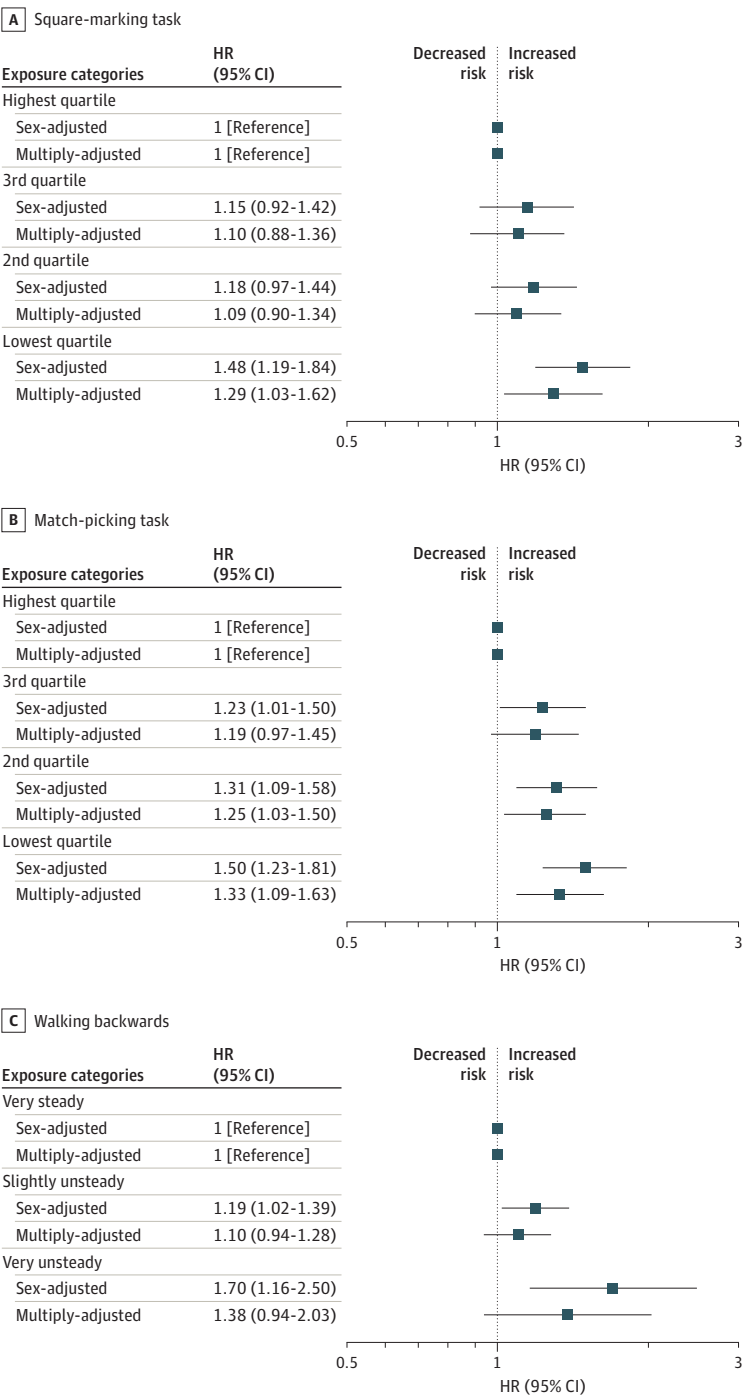 A Square-marking task
HR Decreased Increased
Exposure categories (95% CI) risk risk
Highest quartile
Sex-adjusted 1 [Reference]
Multiply-adjusted 1 [Reference]
3rd quartile
Sex-adjusted 1.15 (0.92-1.42)
Multiply-adjusted 1.10 (0.88-1.36)
2nd quartile
Sex-adjusted 1.18 (0.97-1.44)
Multiply-adjusted 1.09 (0.90-1.34)
Lowest quartile
Sex-adjusted 1.48 (1.19-1.84)
Multiply-adjusted 1.29 (1.03-1.62)
0.5 1 3
HR (95% CI)
B Match-picking task
HR Decreased Increased
Exposure categories (95% CI) risk risk
Highest quartile
Sex-adjusted 1 [Reference]
Multiply-adjusted 1 [Reference]
3rd quartile
Sex-adjusted 1.23 (1.01-1.50)
Multiply-adjusted 1.19 (0.97-1.45)
2nd quartile
Sex-adjusted 1.31 (1.09-1.58)
Multiply-adjusted 1.25 (1.03-1.50)
Lowest quartile
Sex-adjusted 1.50 (1.23-1.81)
Multiply-adjusted 1.33 (1.09-1.63)
0.5 1 3
HR (95% CI)
C Walking backwards
HR Decreased Increased
Exposure categories (95% CI) risk risk
Very steady
Sex-adjusted 1 [Reference]
Multiply-adjusted 1 [Reference]
Slightly unsteady
Sex-adjusted 1.19 (1.02-1.39)
Multiply-adjusted 1.10 (0.94-1.28)
Very unsteady
Sex-adjusted 1.70 (1.16-2.50)
Multiply-adjusted 1.38 (0.94-2.03)
0.5 1 3
HR (95% CI)